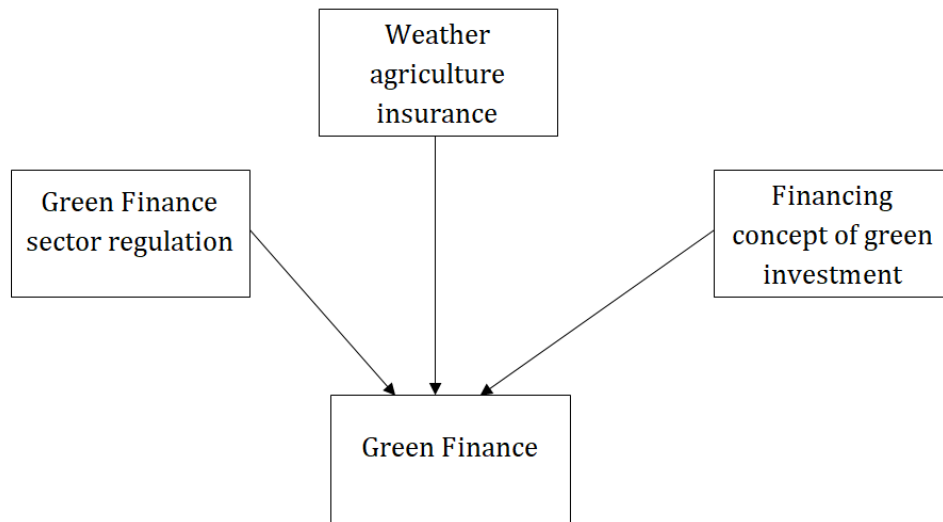 Weather
agriculture
insurance
Green Finance
sector regulation
Financing
concept of green
investment
Green Finance